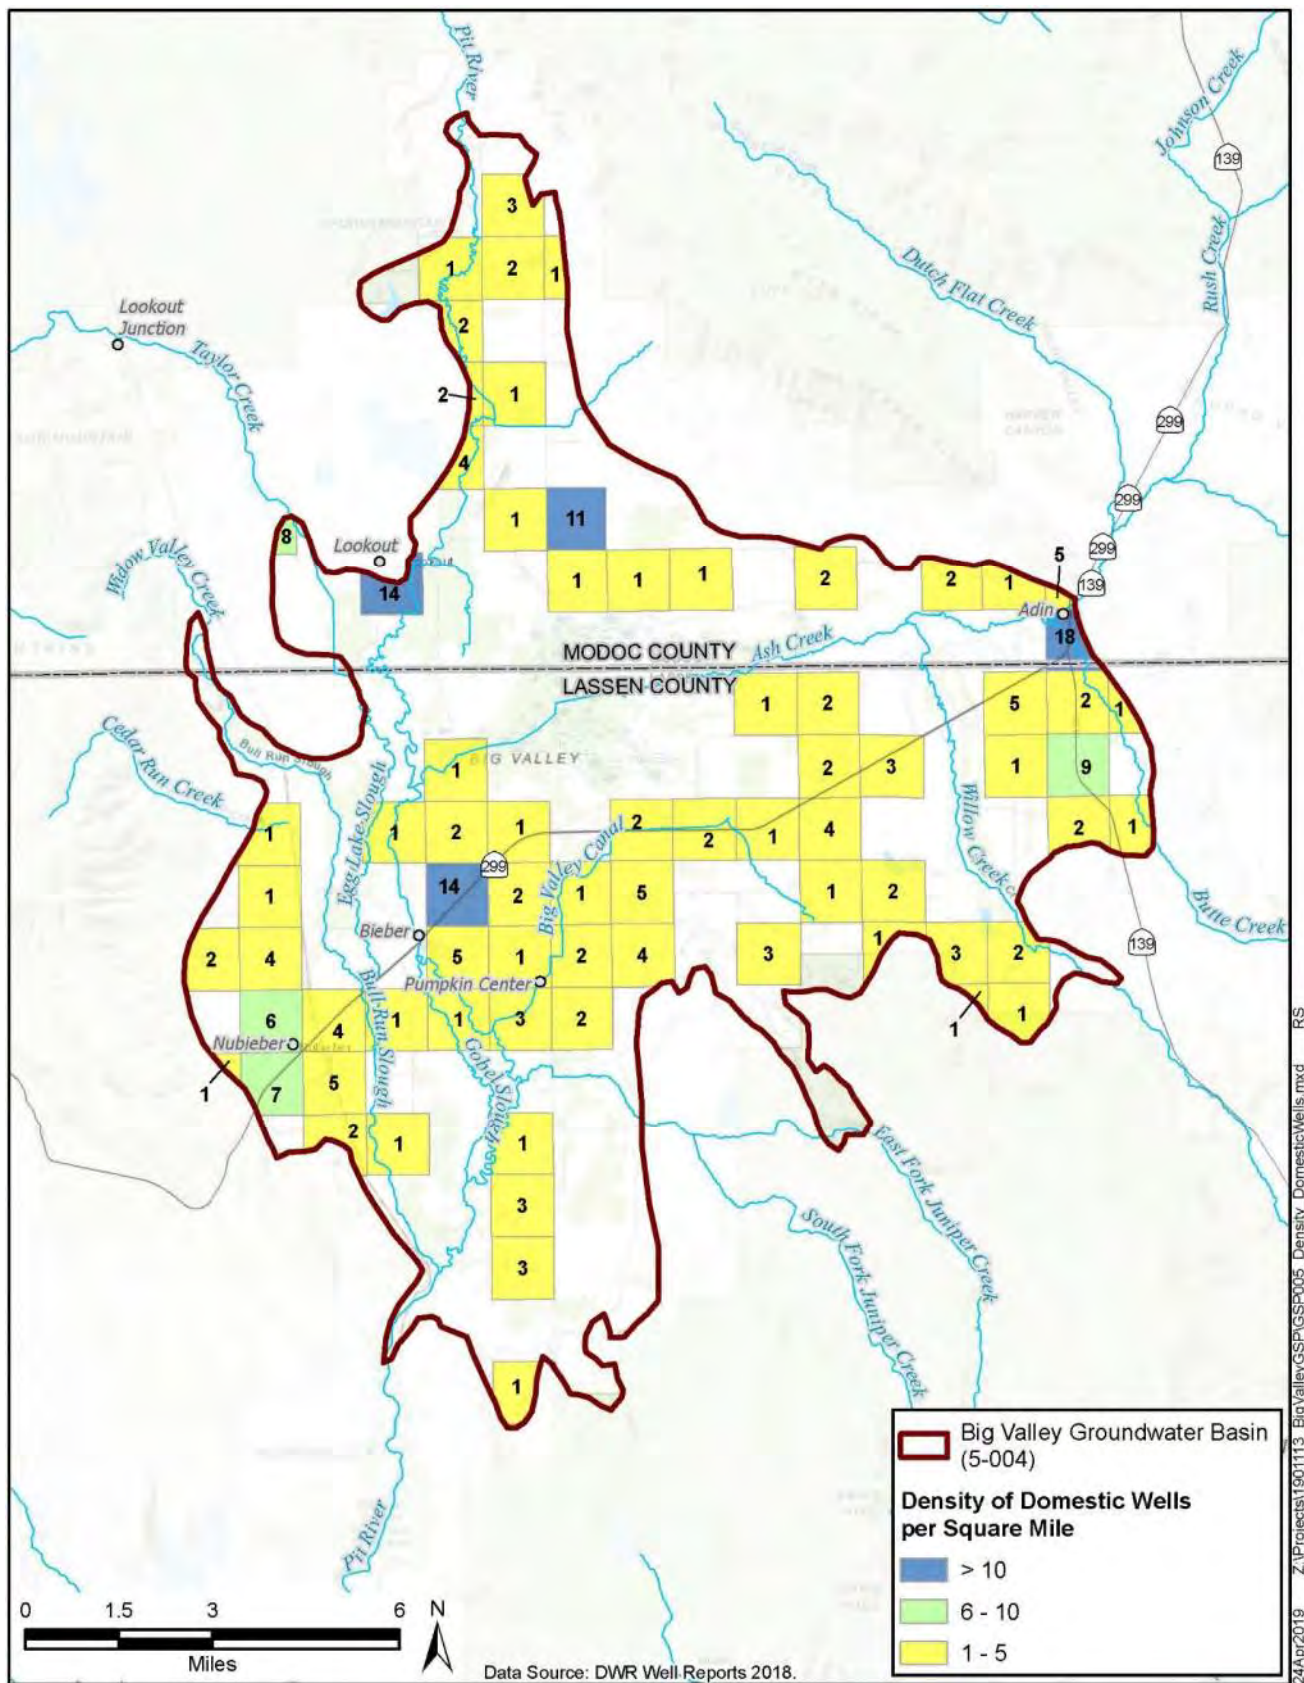 Pit River
Johnson Creek
139
3
Dutch Flat Creek
Rush Creek
1
2
1
Lookout
Junction
Taylor Creek
2
2
1
299
4
299
1
11
8
Lookout
299
5
139
Widow Valley Creek
14
1
1
1
2
2
1
Adin
18
MODOC COUNTY
Ash Creek
LASSEN COUNTY
1
2
5
2
1
Cedar Run Creek
Bull Run Slough
BIG VALLEY
1
2
3
1
9
Egg Lake Slough
Willow Creek
1
1
2
1
2
2
1
4
2
1
Big Valley Canal
299
1
14
2
1
5
1
2
Butte Creek
Bieber
2
4
5
1
2
4
3
1
3
2
139
Pumpkin Center
6
4
1
1
3
2
1
1
Nubieber
Bull Run Slough
Gobel Slough
1
7
5
2
1
1
East Fork Juniper Creek
3
South Fork Juniper Creek
3
1
Pit River
Big Valley Groundwater Basin
(5-004)
Density of Domestic Wells
per Square Mile
> 10
6 - 10
1 - 5
0 1.5 3 6
Miles
N
Data Source: DWR Well Reports 2018.
24Apr2019 Z:\Projects\1901113_BigValleyGSP\GSP005_Density_DomesticWells.mxd RS